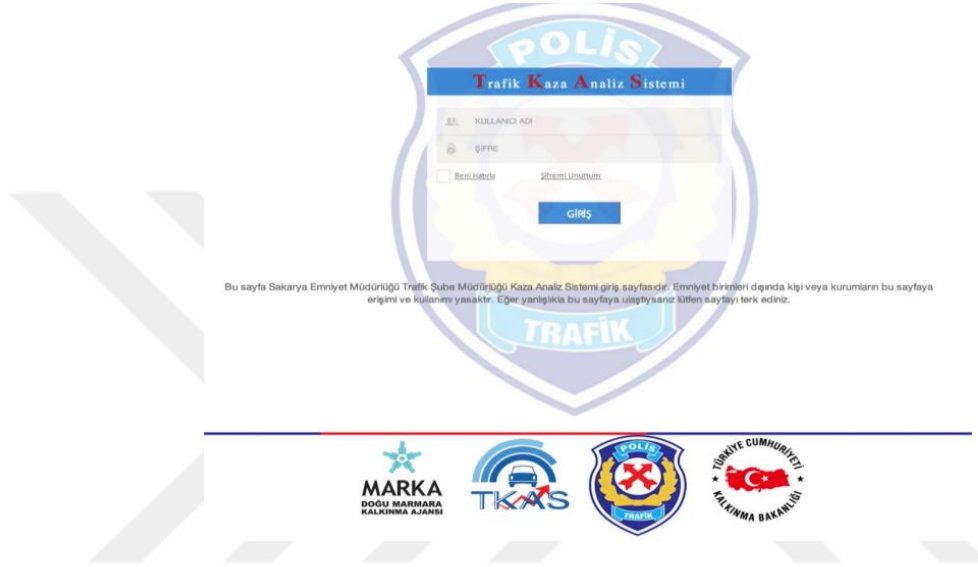 POLİS
Trafik Kaza Analiz Sistemi
KULLANICI ADI
ŞİFRE
Beni Hatırla
Şifremi Unuttum
GİRİŞ
Bu sayfa Sakarya Emniyet Müdürlüğü Trafik Şube Müdürlüğü Kaza Analiz Sistemi giriş sayfasıdır. Emniyet birimleri dışında kişi veya kurumların bu sayfaya
erişimi ve kullanımı yasaktır. Eğer yanlışlıkla bu sayfaya ulaştıysanız lütfen sayfayı terk ediniz.
TRAFİK
MARKA
DOĞU MARMARA
KALKINMA AJANSI
TKAS
POLİS
TRAFİK
TÜRKİYE CUMHURİYETİ
KALKINMA BAKANLIĞI